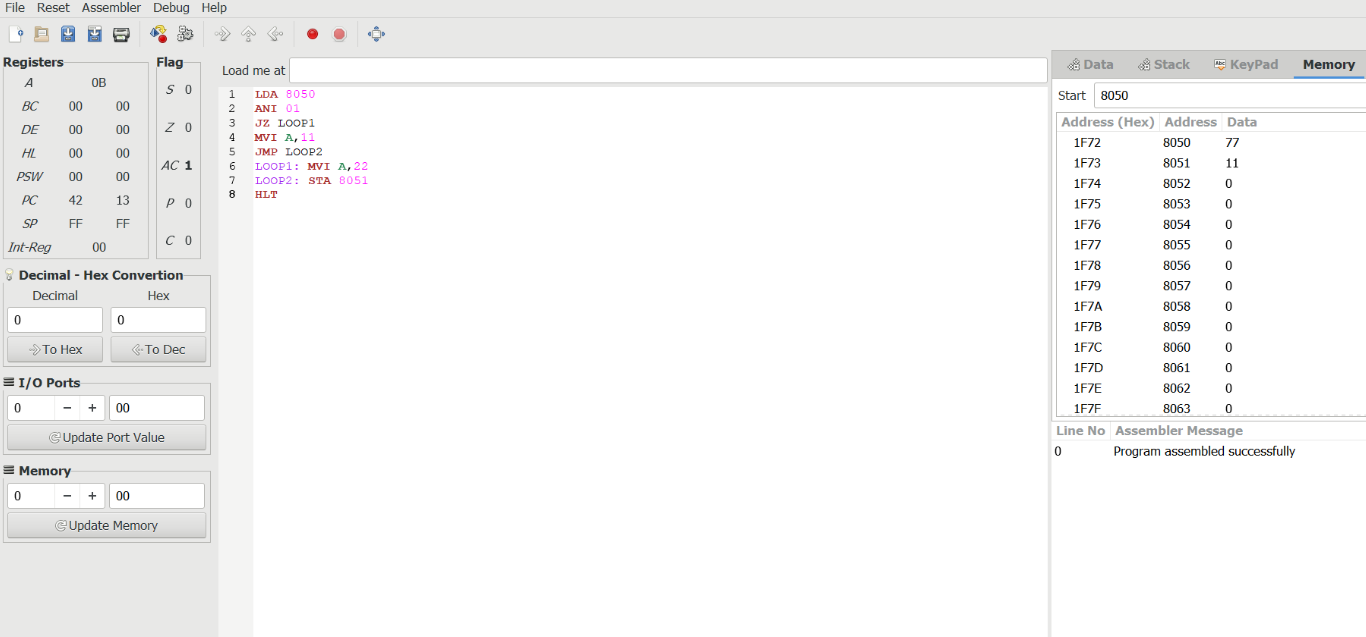 File Reset Assembler Debug Help
Registers
A 0B
BC 00 00
DE 00 00
HL 00 00
PSW 00 00
PC 42 13
SP FF FF
Int-Reg 00
Flag
S 0
Z 0
AC 1
P 0
C 0
Decimal - Hex Convertion
Decimal Hex
0 0
To Hex To Dec
I/O Ports
0 − + 00
Update Port Value
Memory
0 − + 00
Update Memory
Load me at
1 LDA 8050
2 ANI 01
3 JZ LOOP1
4 MVI A,11
5 JMP LOOP2
6 LOOP1: MVI A,22
7 LOOP2: STA 8051
8 HLT
Data Stack KeyPad Memory
Start 8050
Address (Hex) Address Data
1F72 8050 77
1F73 8051 11
1F74 8052 0
1F75 8053 0
1F76 8054 0
1F77 8055 0
1F78 8056 0
1F79 8057 0
1F7A 8058 0
1F7B 8059 0
1F7C 8060 0
1F7D 8061 0
1F7E 8062 0
1F7F 8063 0
Line No Assembler Message
0 Program assembled successfully